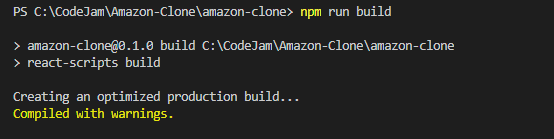 PS C:\CodeJam\Amazon-Clone\amazon-clone> npm run build
> amazon-clone@0.1.0 build C:\CodeJam\Amazon-Clone\amazon-clone
> react-scripts build
Creating an optimized production build...
Compiled with warnings.